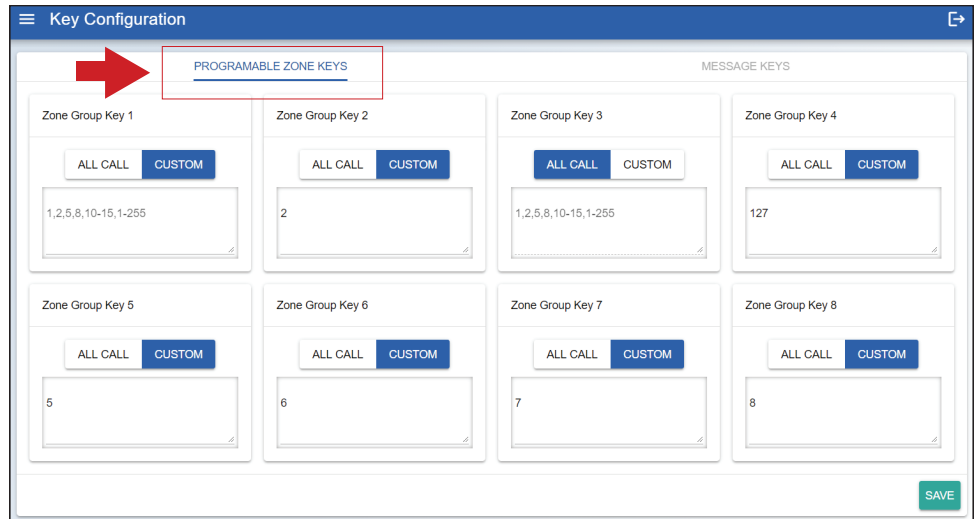 Key Configuration
PROGRAMABLE ZONE KEYS
MESSAGE KEYS
Zone Group Key 1
ALL CALL CUSTOM
1,2,5,8,10-15,1-255
Zone Group Key 2
ALL CALL CUSTOM
2
Zone Group Key 3
ALL CALL CUSTOM
1,2,5,8,10-15,1-255
Zone Group Key 4
ALL CALL CUSTOM
127
Zone Group Key 5
ALL CALL CUSTOM
5
Zone Group Key 6
ALL CALL CUSTOM
6
Zone Group Key 7
ALL CALL CUSTOM
7
Zone Group Key 8
ALL CALL CUSTOM
8
SAVE